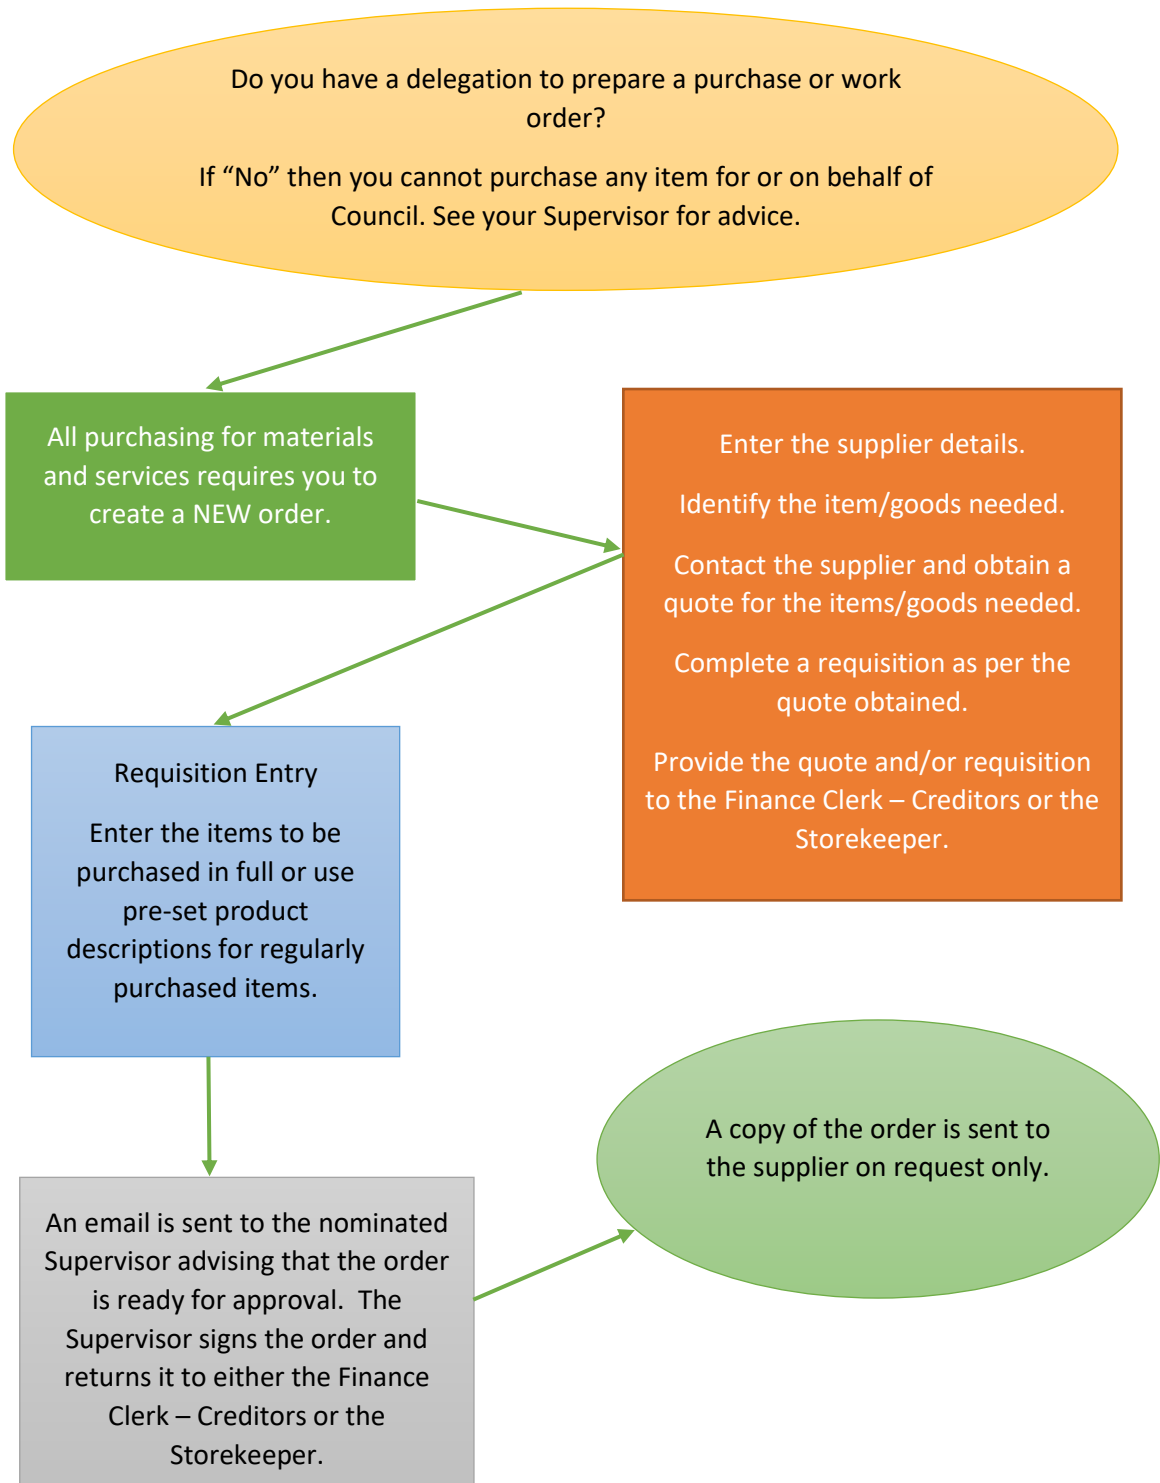 Do you have a delegation to prepare a purchase or work
order?
If “No” then you cannot purchase any item for or on behalf of
Council. See your Supervisor for advice.
All purchasing for materials
and services requires you to
create a NEW order.
Enter the supplier details.
Identify the item/goods needed.
Contact the supplier and obtain a
quote for the items/goods needed.
Complete a requisition as per the
quote obtained.
Provide the quote and/or requisition
to the Finance Clerk – Creditors or the
Storekeeper.
Requisition Entry
Enter the items to be
purchased in full or use
pre-set product
descriptions for regularly
purchased items.
An email is sent to the nominated
Supervisor advising that the order
is ready for approval.  The
Supervisor signs the order and
returns it to either the Finance
Clerk – Creditors or the
Storekeeper.
A copy of the order is sent to
the supplier on request only.